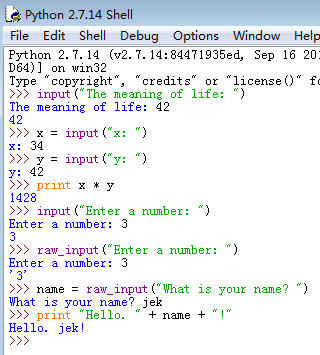 Python 2.7.14 Shell
File Edit Shell Debug Options Window Help
Python 2.7.14 (v2.7.14:84471935ed, Sep 16 201
D64)] on win32
Type "copyright", "credits" or "license()" fo
>>> input("The meaning of life: ")
The meaning of life: 42
42
>>> x = input("x: ")
x: 34
>>> y = input("y: ")
y: 42
>>> print x * y
1428
>>> input("Enter a number: ")
Enter a number: 3
3
>>> raw_input("Enter a number: ")
Enter a number: 3
'3'
>>> name = raw_input("What is your name? ")
What is your name? jek
>>> print "Hello. " + name + "!"
Hello. jek!
>>>